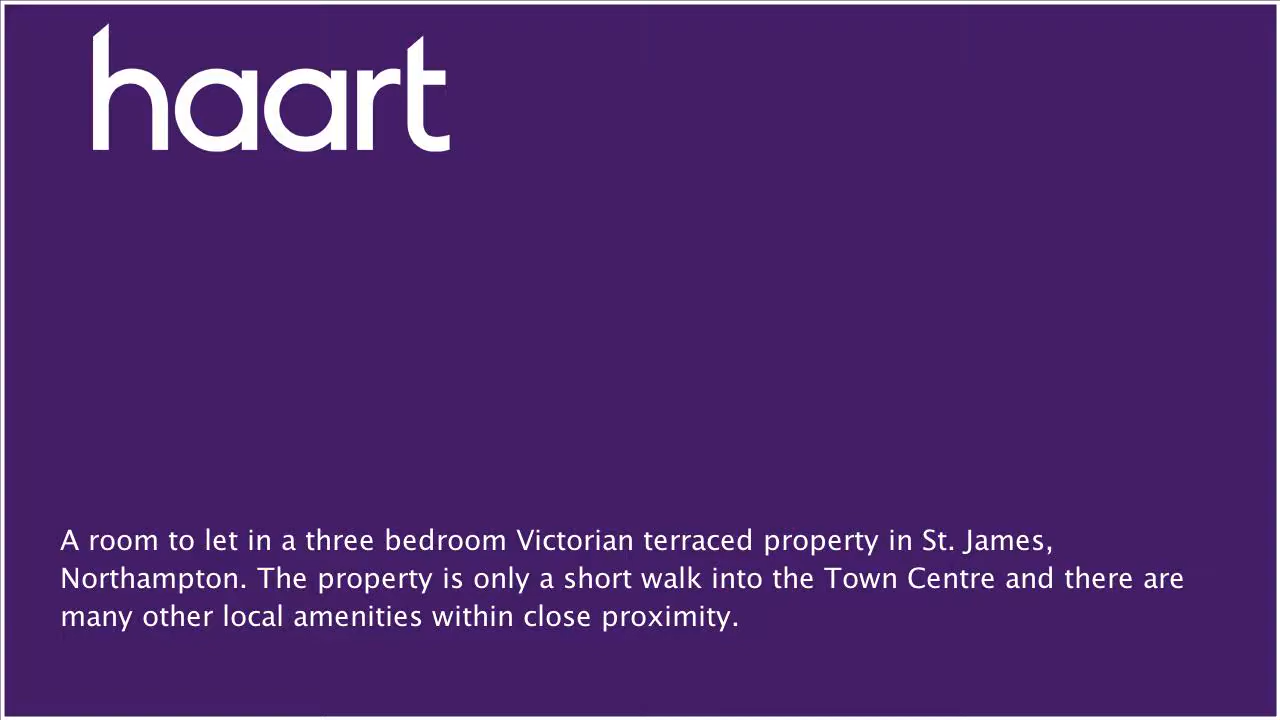 haart
A room to let in a three bedroom Victorian terraced property in St. James,
Northampton. The property is only a short walk into the Town Centre and there are
many other local amenities within close proximity.